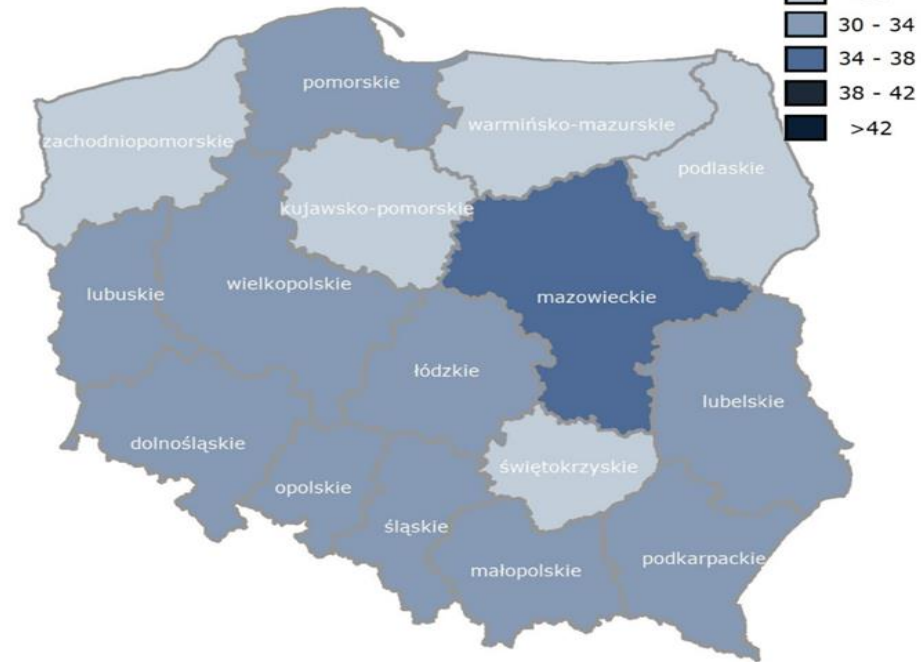 30 - 34
34 - 38
38 - 42
>42
pomorskie
zachodniopomorskie
warmińsko-mazurskie
podlaskie
kujawsko-pomorskie
lubuskie
wielkopolskie
mazowieckie
łódzkie
lubelskie
dolnośląskie
opolskie
świętokrzyskie
śląskie
małopolskie
podkarpackie